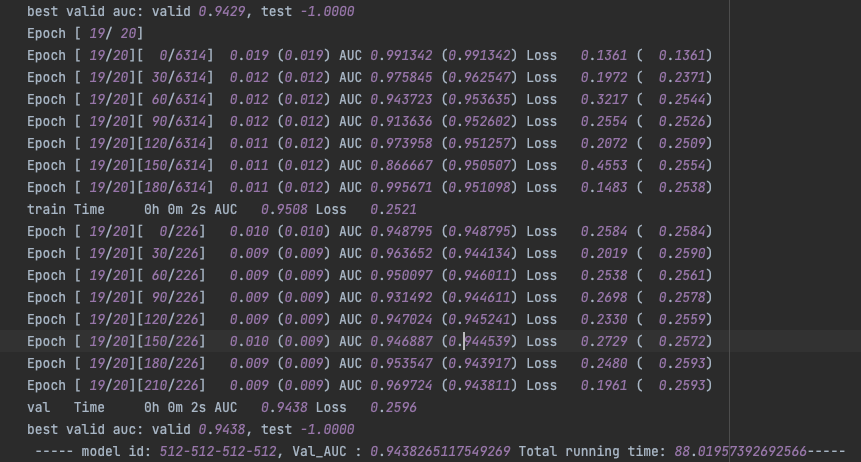 best valid auc: valid 0.9429, test -1.0000
Epoch [ 19/ 20]
Epoch [ 19/20][  0/6314]  0.019 (0.019) AUC 0.991342 (0.991342) Loss   0.1361 (  0.1361)
Epoch [ 19/20][ 30/6314]  0.012 (0.012) AUC 0.975845 (0.962547) Loss   0.1972 (  0.2371)
Epoch [ 19/20][ 60/6314]  0.012 (0.012) AUC 0.943723 (0.953635) Loss   0.3217 (  0.2544)
Epoch [ 19/20][ 90/6314]  0.012 (0.012) AUC 0.913636 (0.952602) Loss   0.2554 (  0.2526)
Epoch [ 19/20][120/6314]  0.011 (0.012) AUC 0.973958 (0.951257) Loss   0.2072 (  0.2509)
Epoch [ 19/20][150/6314]  0.011 (0.012) AUC 0.866667 (0.950507) Loss   0.4553 (  0.2554)
Epoch [ 19/20][180/6314]  0.011 (0.012) AUC 0.995671 (0.951098) Loss   0.1483 (  0.2538)
train Time     0h 0m 2s AUC   0.9508 Loss   0.2521
Epoch [ 19/20][  0/226]   0.010 (0.010) AUC 0.948795 (0.948795) Loss   0.2584 (  0.2584)
Epoch [ 19/20][ 30/226]   0.009 (0.009) AUC 0.963652 (0.944134) Loss   0.2019 (  0.2590)
Epoch [ 19/20][ 60/226]   0.009 (0.009) AUC 0.950097 (0.946011) Loss   0.2538 (  0.2561)
Epoch [ 19/20][ 90/226]   0.009 (0.009) AUC 0.931492 (0.944611) Loss   0.2698 (  0.2578)
Epoch [ 19/20][120/226]   0.009 (0.009) AUC 0.947024 (0.945241) Loss   0.2330 (  0.2559)
Epoch [ 19/20][150/226]   0.010 (0.009) AUC 0.946887 (0.944539) Loss   0.2729 (  0.2572)
Epoch [ 19/20][180/226]   0.009 (0.009) AUC 0.953547 (0.943917) Loss   0.2480 (  0.2593)
Epoch [ 19/20][210/226]   0.009 (0.009) AUC 0.969724 (0.943811) Loss   0.1961 (  0.2593)
val   Time     0h 0m 2s AUC   0.9438 Loss   0.2596
best valid auc: valid 0.9438, test -1.0000
 ----- model id: 512-512-512-512, Val_AUC : 0.9438265117549269 Total running time: 88.01957392692566-----